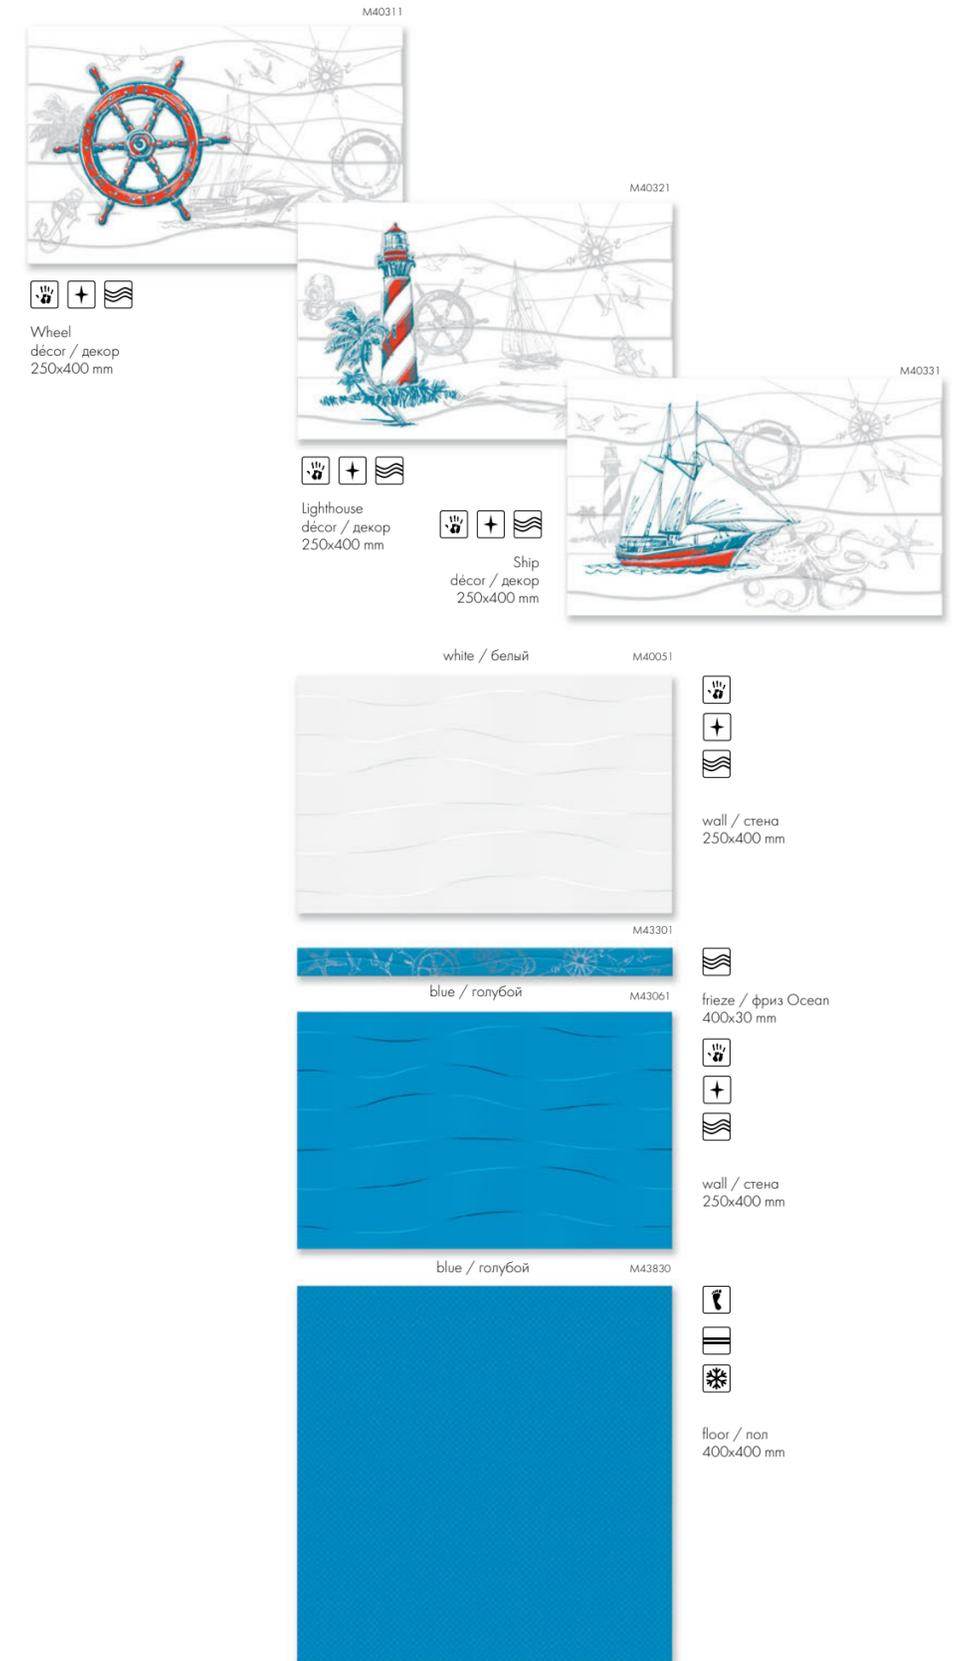 M40311
Wheel
décor / декор
250x400 mm
M40321
Lighthouse
décor / декор
250x400 mm
M40331
Ship
décor / декор
250x400 mm
white / белый
M40051
wall / стена
250x400 mm
M43301
frieze / фриз Ocean
400x30 mm
blue / голубой
M43061
wall / стена
250x400 mm
blue / голубой
M43830
floor / пол
400x400 mm